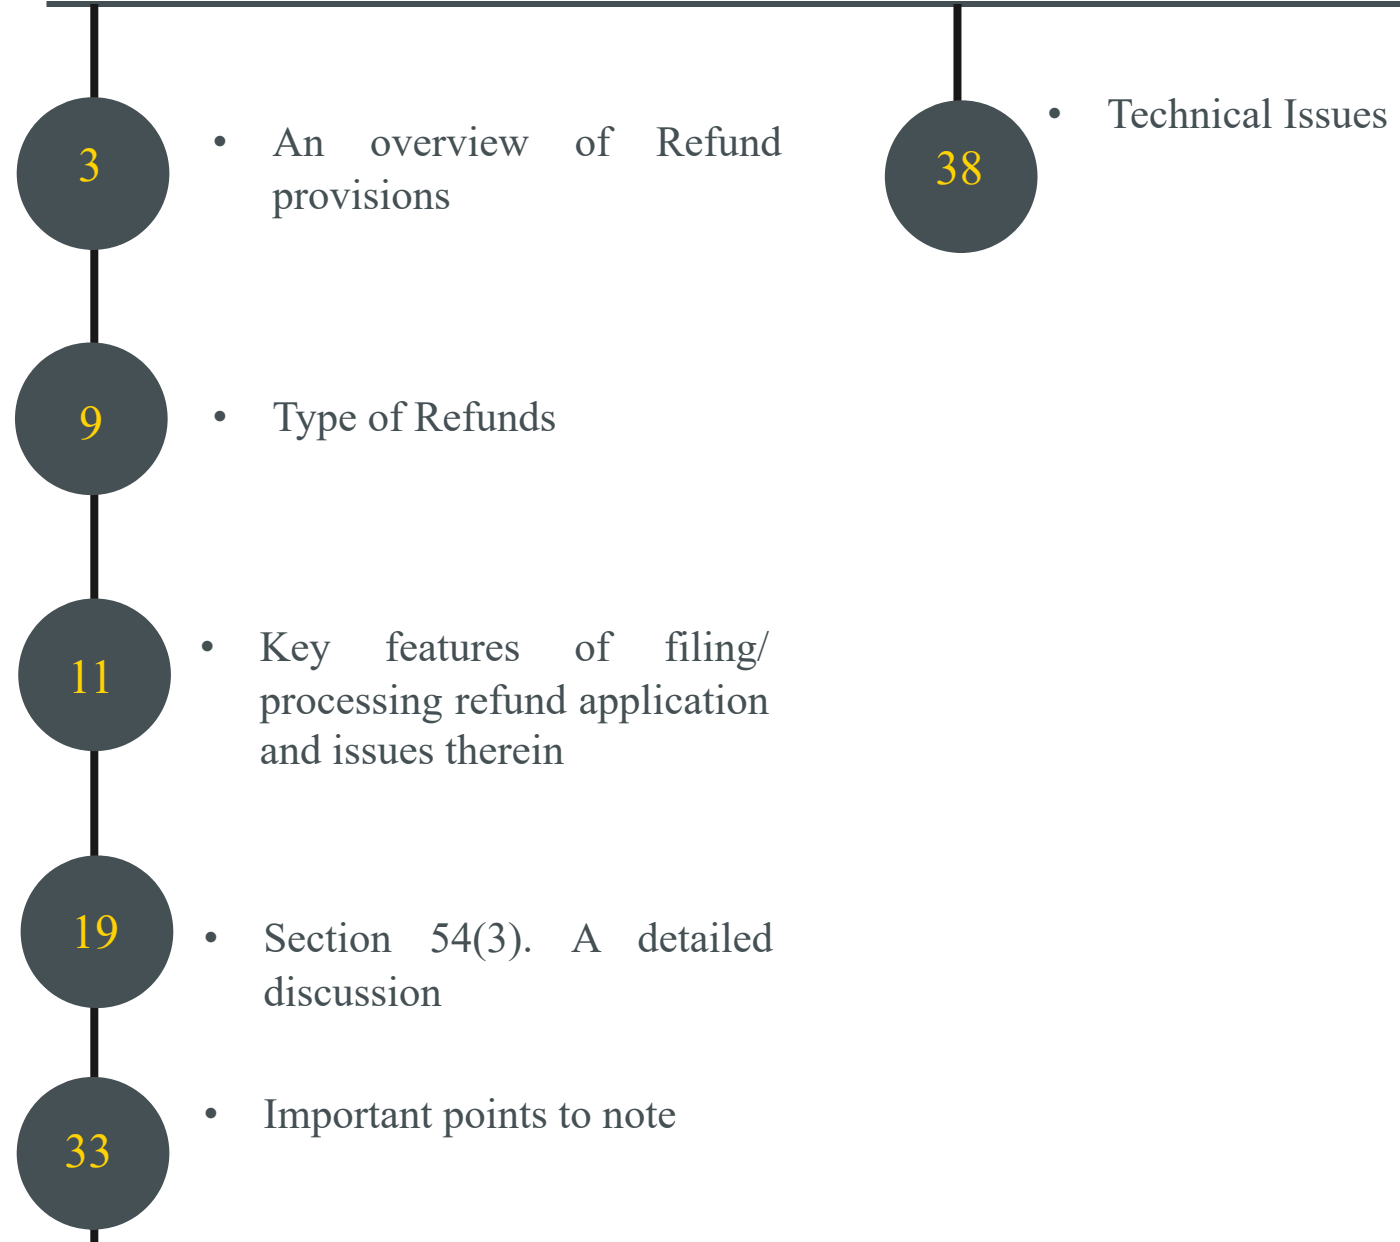 3
• An overview of Refund
provisions
9
• Type of Refunds
11
• Key features of filing/
processing refund application
and issues therein
19
• Section 54(3). A detailed
discussion
33
• Important points to note
38
• Technical Issues